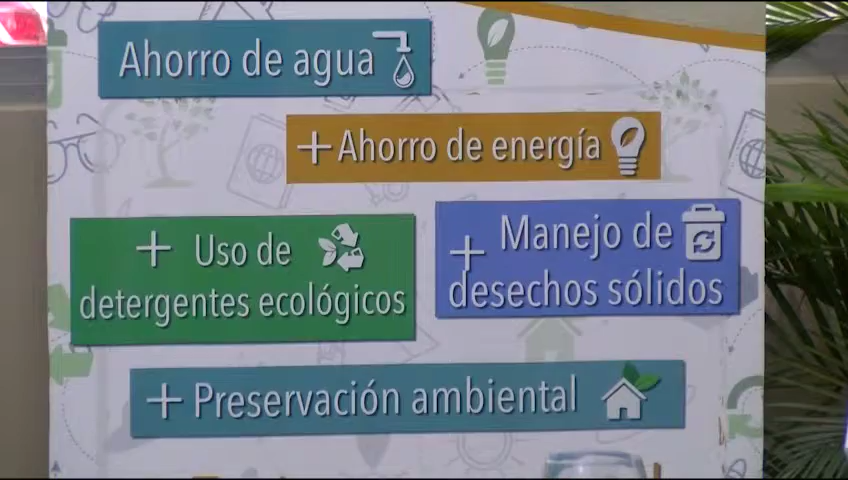 Ahorro de agua
+ Ahorro de energía
+ Uso de
detergentes ecológicos
+ Manejo de
desechos sólidos
+ Preservación ambiental